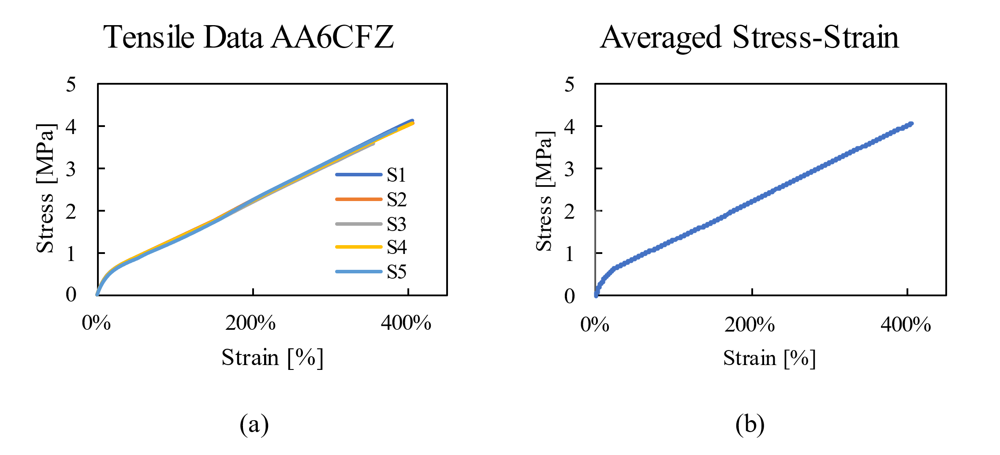 Tensile Data AA6CFZ
5
4
3
2
1
0
Stress [MPa]
S1
S2
S3
S4
S5
0%
200%
400%
Strain [%]
(a)
Averaged Stress-Strain
5
4
3
2
1
0
Stress [MPa]
0%
200%
400%
Strain [%]
(b)